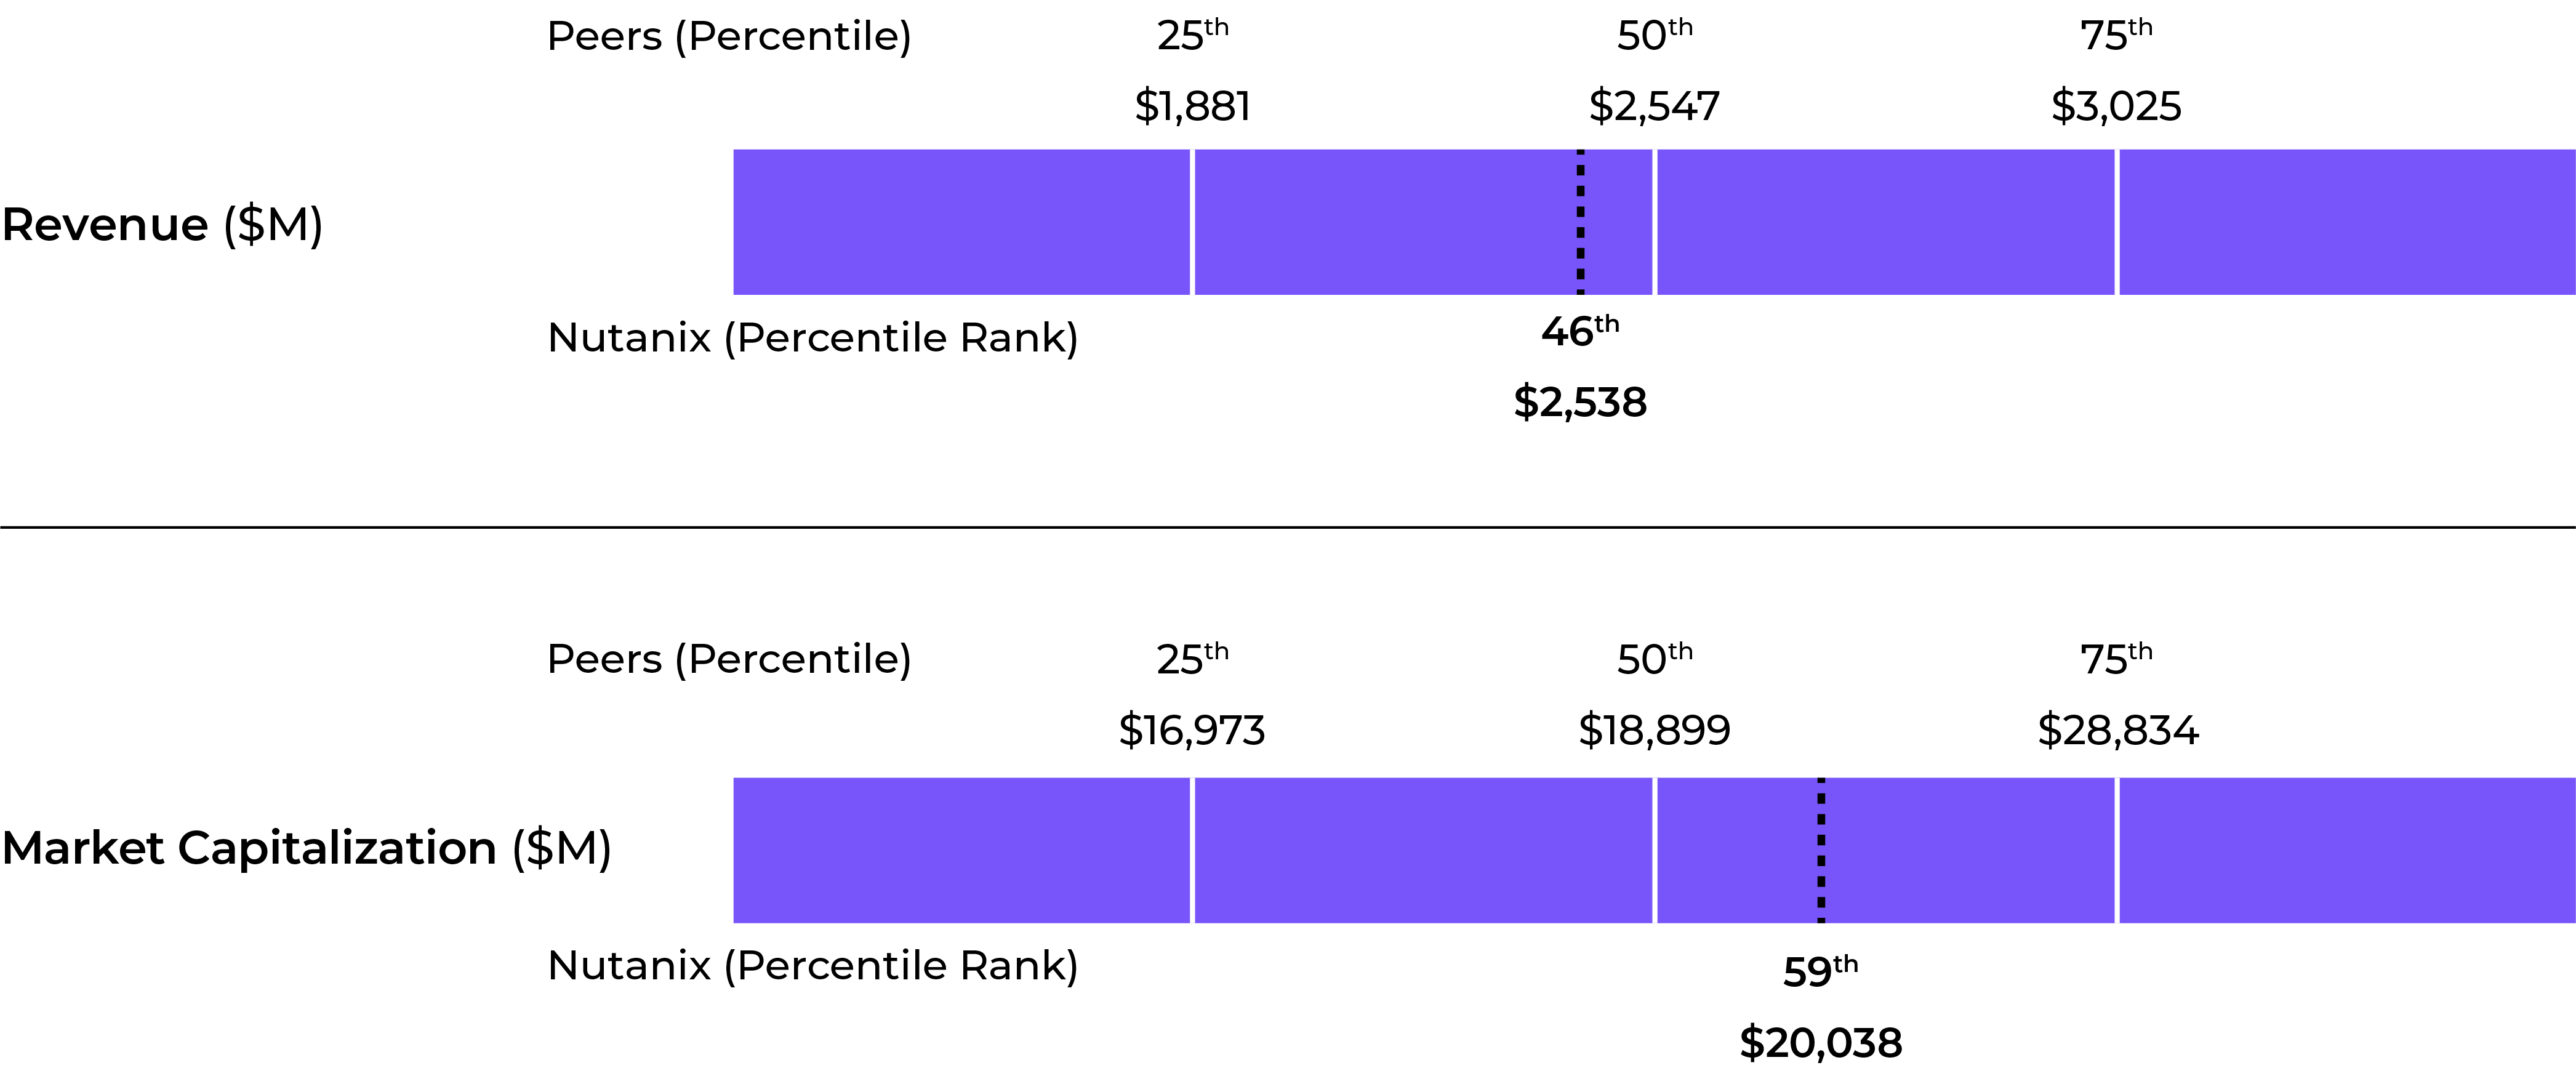 Peers (Percentile) 25th 50th 75th
$1,881 $2,547 $3,025
Revenue ($M)
Nutanix (Percentile Rank) 46th
$2,538
Peers (Percentile) 25th 50th 75th
$16,973 $18,899 $28,834
Market Capitalization ($M)
Nutanix (Percentile Rank) 59th
$20,038